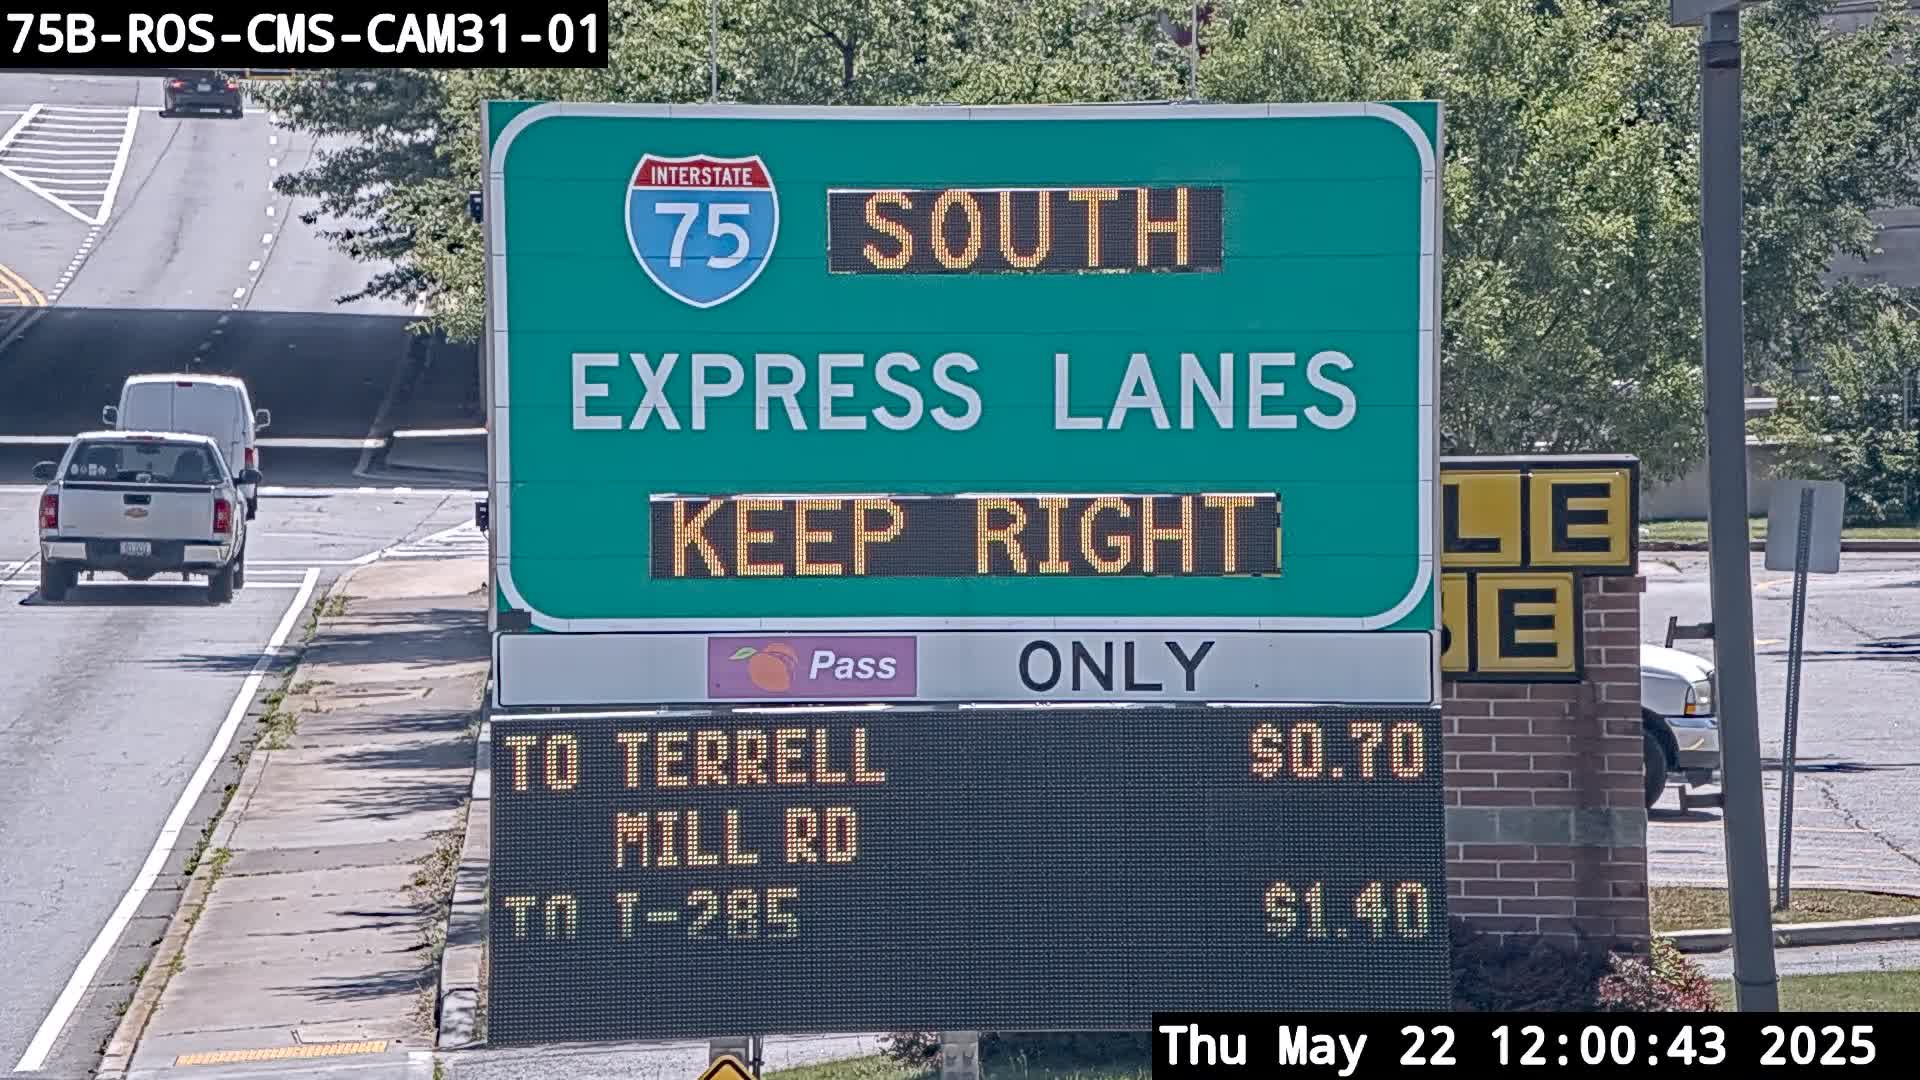 75B-ROS-CMS-CAM31-01
INTERSTATE
75
SOUTH
EXPRESS LANES
KEEP RIGHT
Pass ONLY
TO TERRELL $0.70
MILL RD
TO I-285 $1.40
LE
E
Thu May 22 12:00:43 2025